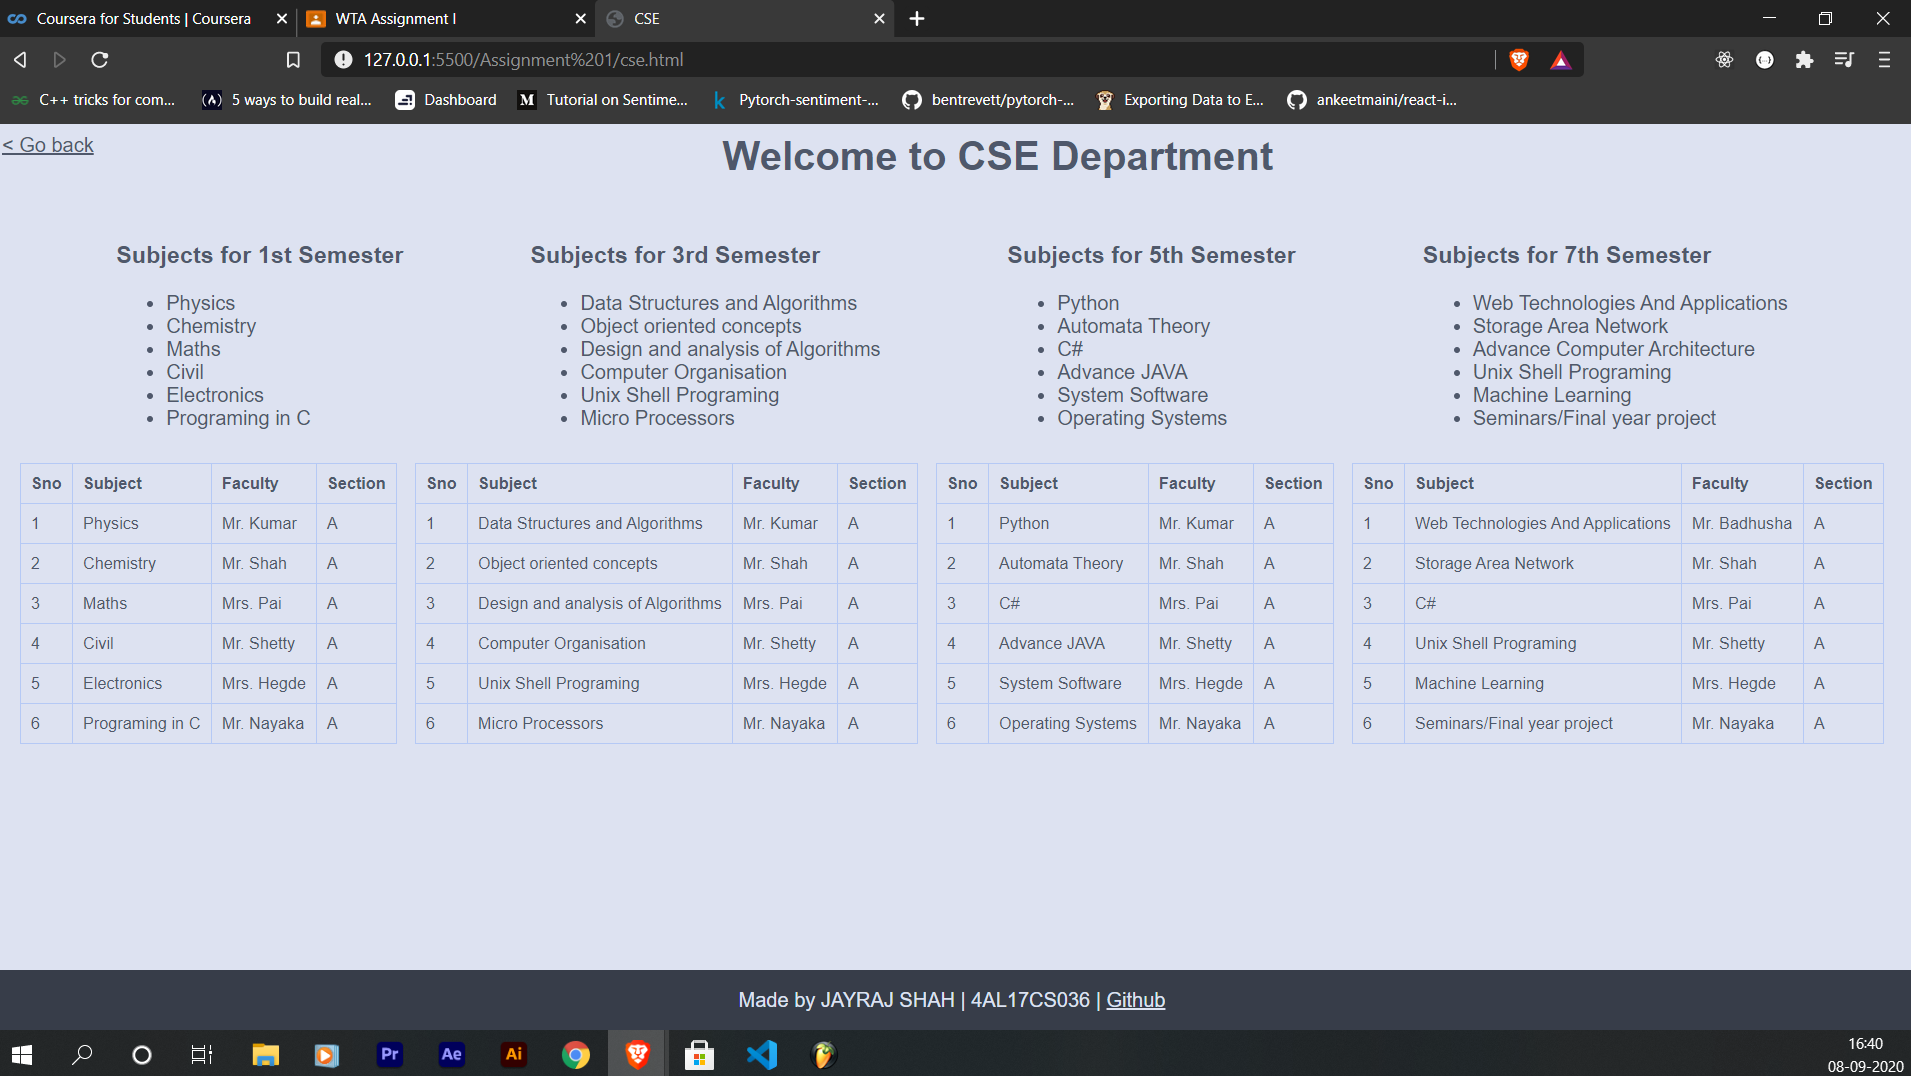 Coursera for Students | Coursera
WTA Assignment I
CSE
127.0.0.1:5500/Assignment%201/cse.html
C++ tricks for com...
5 ways to build real...
Dashboard
Tutorial on Sentime...
Pytorch-sentiment-...
bentrevett/pytorch-...
Exporting Data to E...
ankeetmaini/react-i...
< Go back
Welcome to CSE Department
Subjects for 1st Semester
• Physics
• Chemistry
• Maths
• Civil
• Electronics
• Programing in C
Subjects for 3rd Semester
• Data Structures and Algorithms
• Object oriented concepts
• Design and analysis of Algorithms
• Computer Organisation
• Unix Shell Programing
• Micro Processors
Subjects for 5th Semester
• Python
• Automata Theory
• C#
• Advance JAVA
• System Software
• Operating Systems
Subjects for 7th Semester
• Web Technologies And Applications
• Storage Area Network
• Advance Computer Architecture
• Unix Shell Programing
• Machine Learning
• Seminars/Final year project
Sno Subject Faculty Section
1 Physics Mr. Kumar A
2 Chemistry Mr. Shah A
3 Maths Mrs. Pai A
4 Civil Mr. Shetty A
5 Electronics Mrs. Hegde A
6 Programing in C Mr. Nayaka A
Sno Subject Faculty Section
1 Data Structures and Algorithms Mr. Kumar A
2 Object oriented concepts Mr. Shah A
3 Design and analysis of Algorithms Mrs. Pai A
4 Computer Organisation Mr. Shetty A
5 Unix Shell Programing Mrs. Hegde A
6 Micro Processors Mr. Nayaka A
Sno Subject Faculty Section
1 Python Mr. Kumar A
2 Automata Theory Mr. Shah A
3 C# Mrs. Pai A
4 Advance JAVA Mr. Shetty A
5 System Software Mrs. Hegde A
6 Operating Systems Mr. Nayaka A
Sno Subject Faculty Section
1 Web Technologies And Applications Mr. Badhusha A
2 Storage Area Network Mr. Shah A
3 C# Mrs. Pai A
4 Unix Shell Programing Mr. Shetty A
5 Machine Learning Mrs. Hegde A
6 Seminars/Final year project Mr. Nayaka A
Made by JAYRAJ SHAH | 4AL17CS036 | Github
Pr
Ae
Ai
16:40
08-09-2020